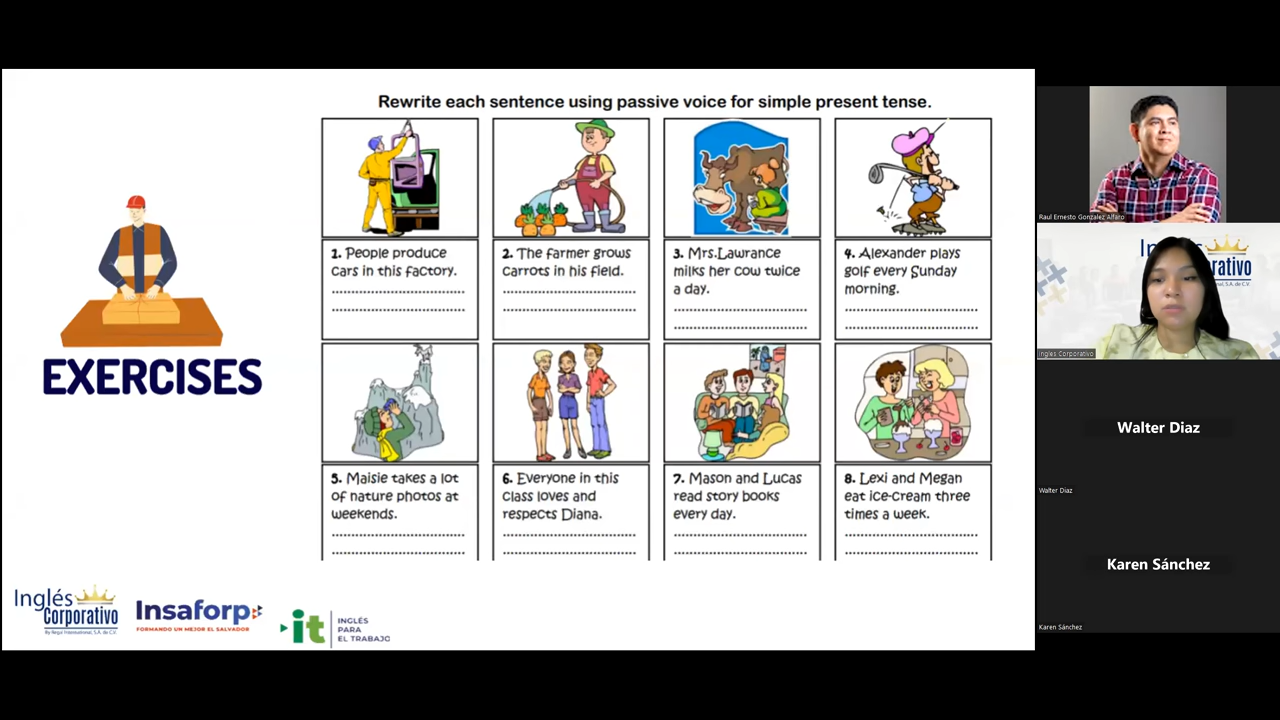 Rewrite each sentence using passive voice for simple present tense.
1. People produce
cars in this factory.
2. The farmer grows
carrots in his field.
3. Mrs.Lawrance
milks her cow twice
a day.
4. Alexander plays
golf every Sunday
morning.
EXERCISES
5. Maisie takes a lot
of nature photos at
weekends.
6. Everyone in this
class loves and
respects Diana.
7. Mason and Lucas
read story books
every day.
8. Lexi and Megan
eat ice-cream three
times a week.
Inglés
Corporativo
By Regal International, S.A. de C.V.
Insaforp
FORMANDO UN MEJOR EL SALVADOR
it
INGLÉS
PARA
EL TRABAJO
Raul Ernesto Gonzalez Alfaro
Ingles Corporativo
Walter Diaz
Walter Diaz
Karen Sánchez
Karen Sánchez